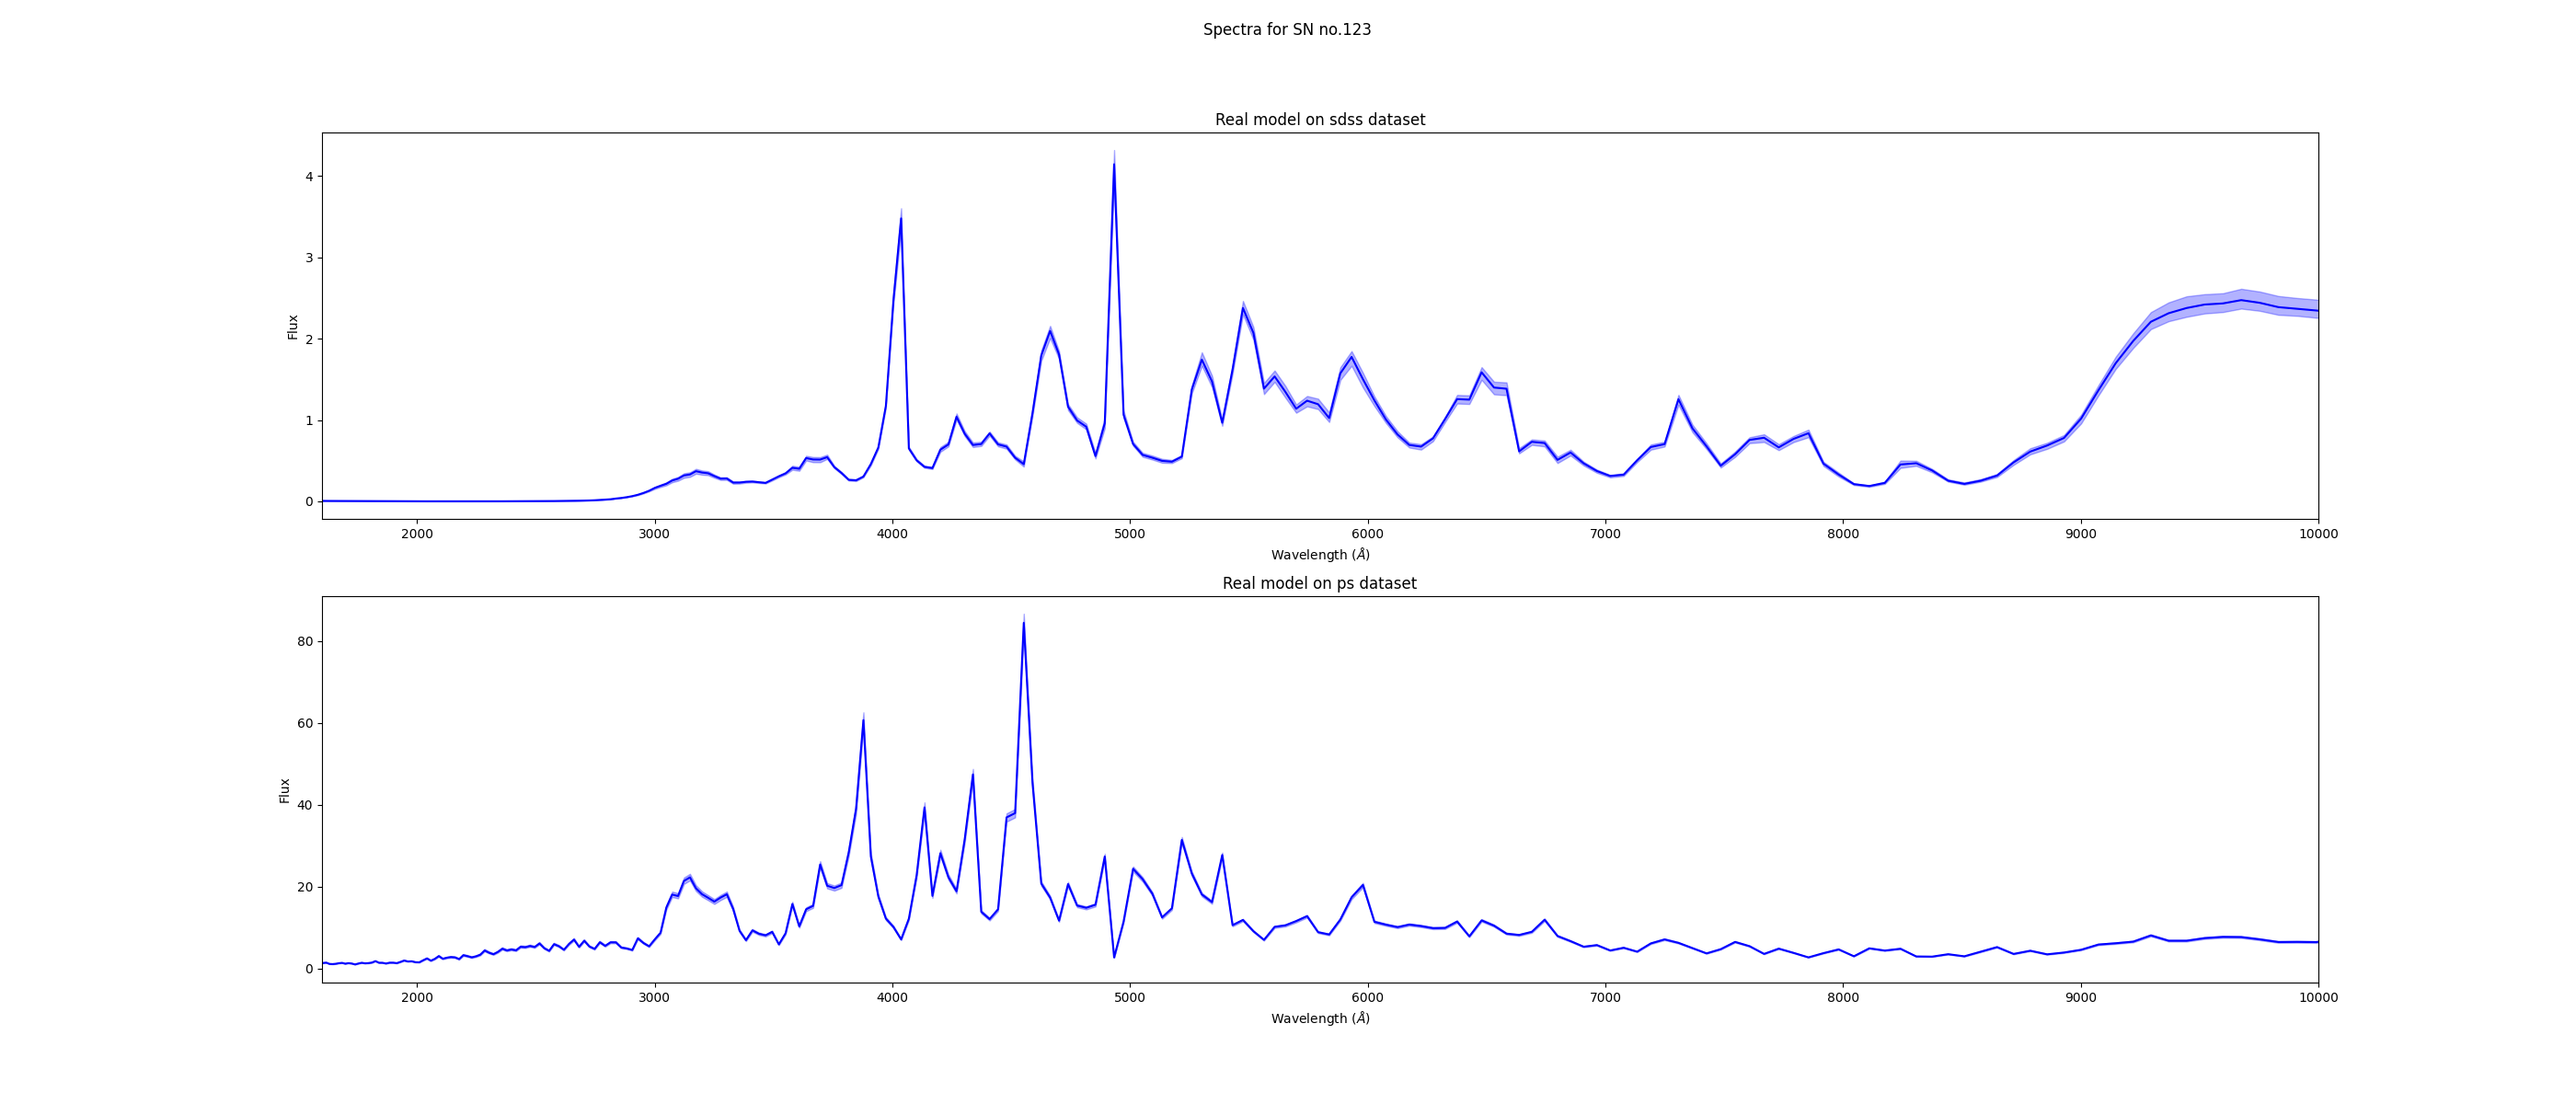 Spectra for SN no.123
Real model on sdss dataset
Flux
4
3
2
1
0
2000 3000 4000 5000 6000 7000 8000 9000 10000
Wavelength (Å)
Real model on ps dataset
Flux
80
60
40
20
0
2000 3000 4000 5000 6000 7000 8000 9000 10000
Wavelength (Å)